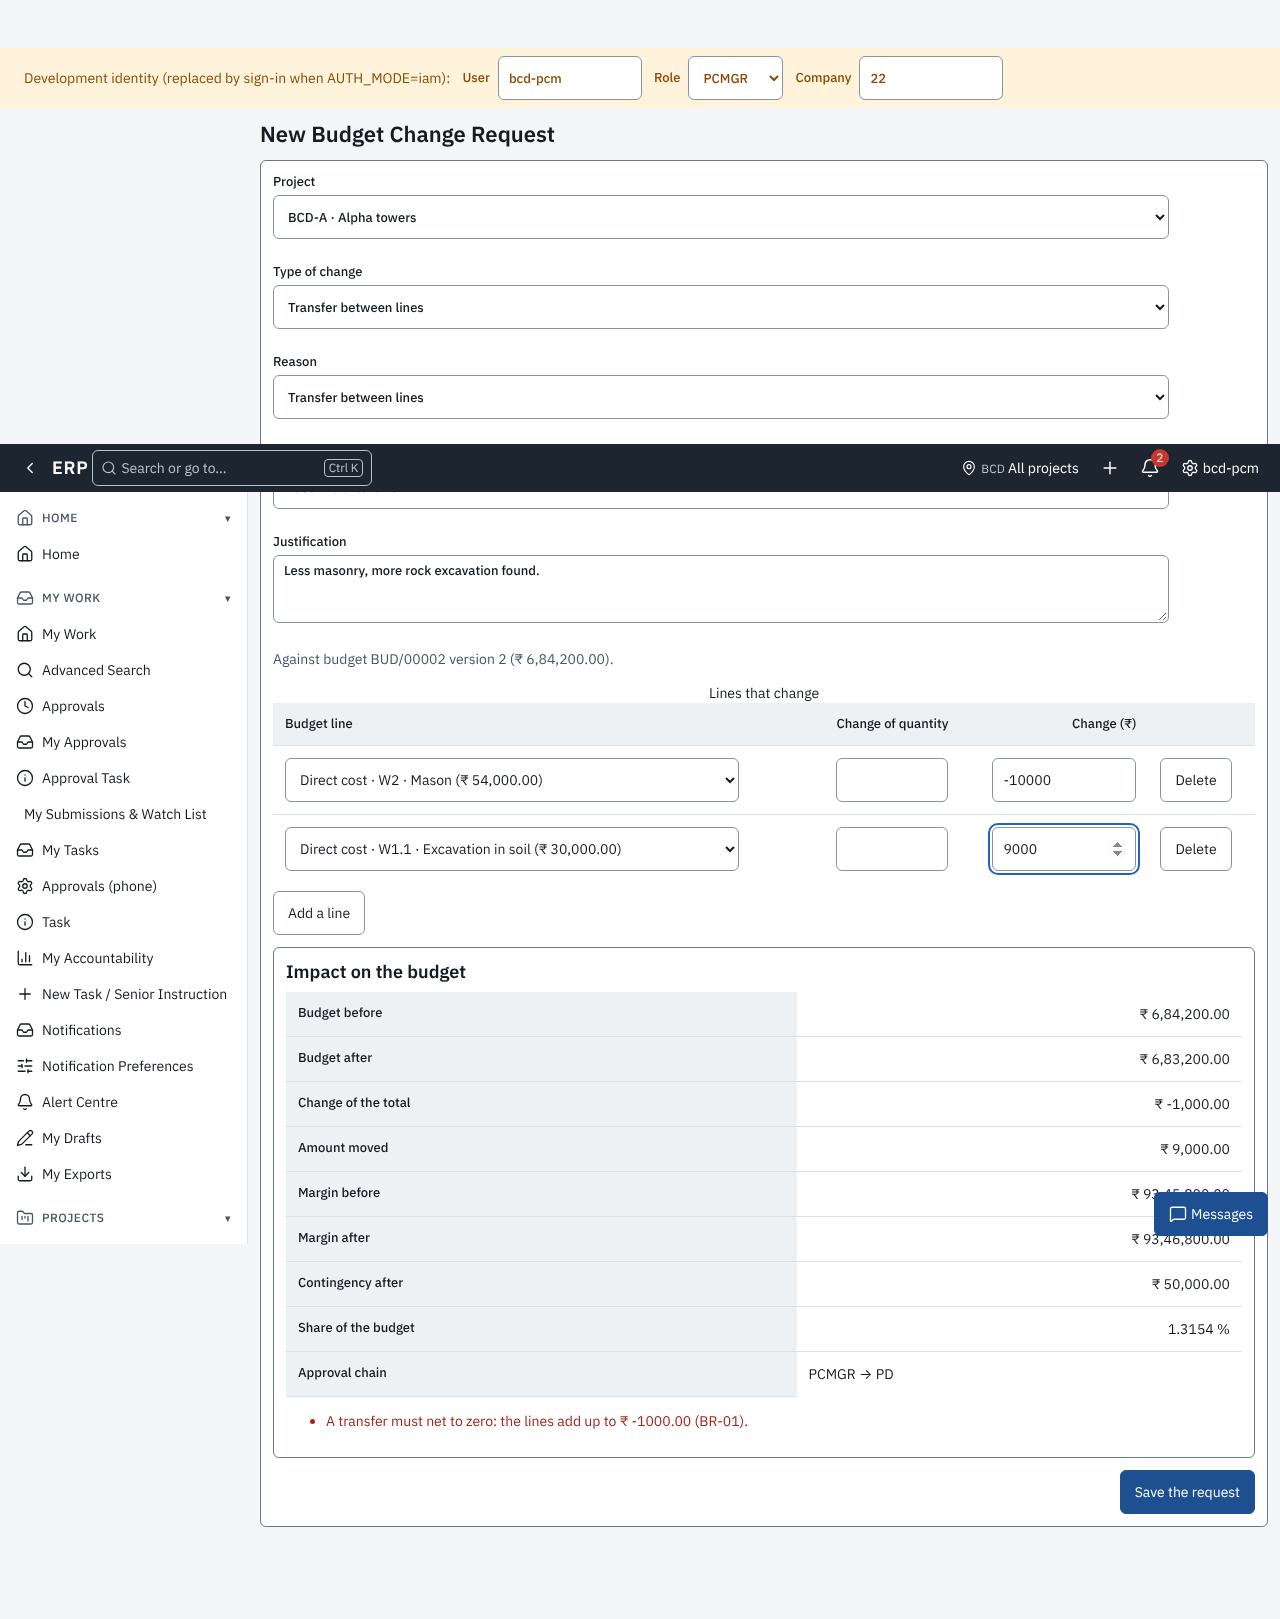 Development identity (replaced by sign-in when AUTH_MODE=iam): User bcd-pcm Role PCMGR Company 22
New Budget Change Request
Project
BCD-A · Alpha towers
Type of change
Transfer between lines
Reason
Transfer between lines
ERP Search or go to... Ctrl K BCD All projects 2 bcd-pcm
HOME
Home
MY WORK
My Work
Advanced Search
Approvals
My Approvals
Approval Task
My Submissions & Watch List
My Tasks
Approvals (phone)
Task
My Accountability
New Task / Senior Instruction
Notifications
Notification Preferences
Alert Centre
My Drafts
My Exports
PROJECTS
Justification
Less masonry, more rock excavation found.
Against budget BUD/00002 version 2 (₹ 6,84,200.00).
Lines that change
Budget line Change of quantity Change (₹)
Direct cost · W2 · Mason (₹ 54,000.00) -10000 Delete
Direct cost · W1.1 · Excavation in soil (₹ 30,000.00) 9000 Delete
Add a line
Impact on the budget
Budget before ₹ 6,84,200.00
Budget after ₹ 6,83,200.00
Change of the total ₹ -1,000.00
Amount moved ₹ 9,000.00
Margin before
Margin after ₹ 93,46,800.00
Messages
Contingency after ₹ 50,000.00
Share of the budget 1.3154 %
Approval chain PCMGR → PD
A transfer must net to zero: the lines add up to ₹ -1000.00 (BR-01).
Save the request